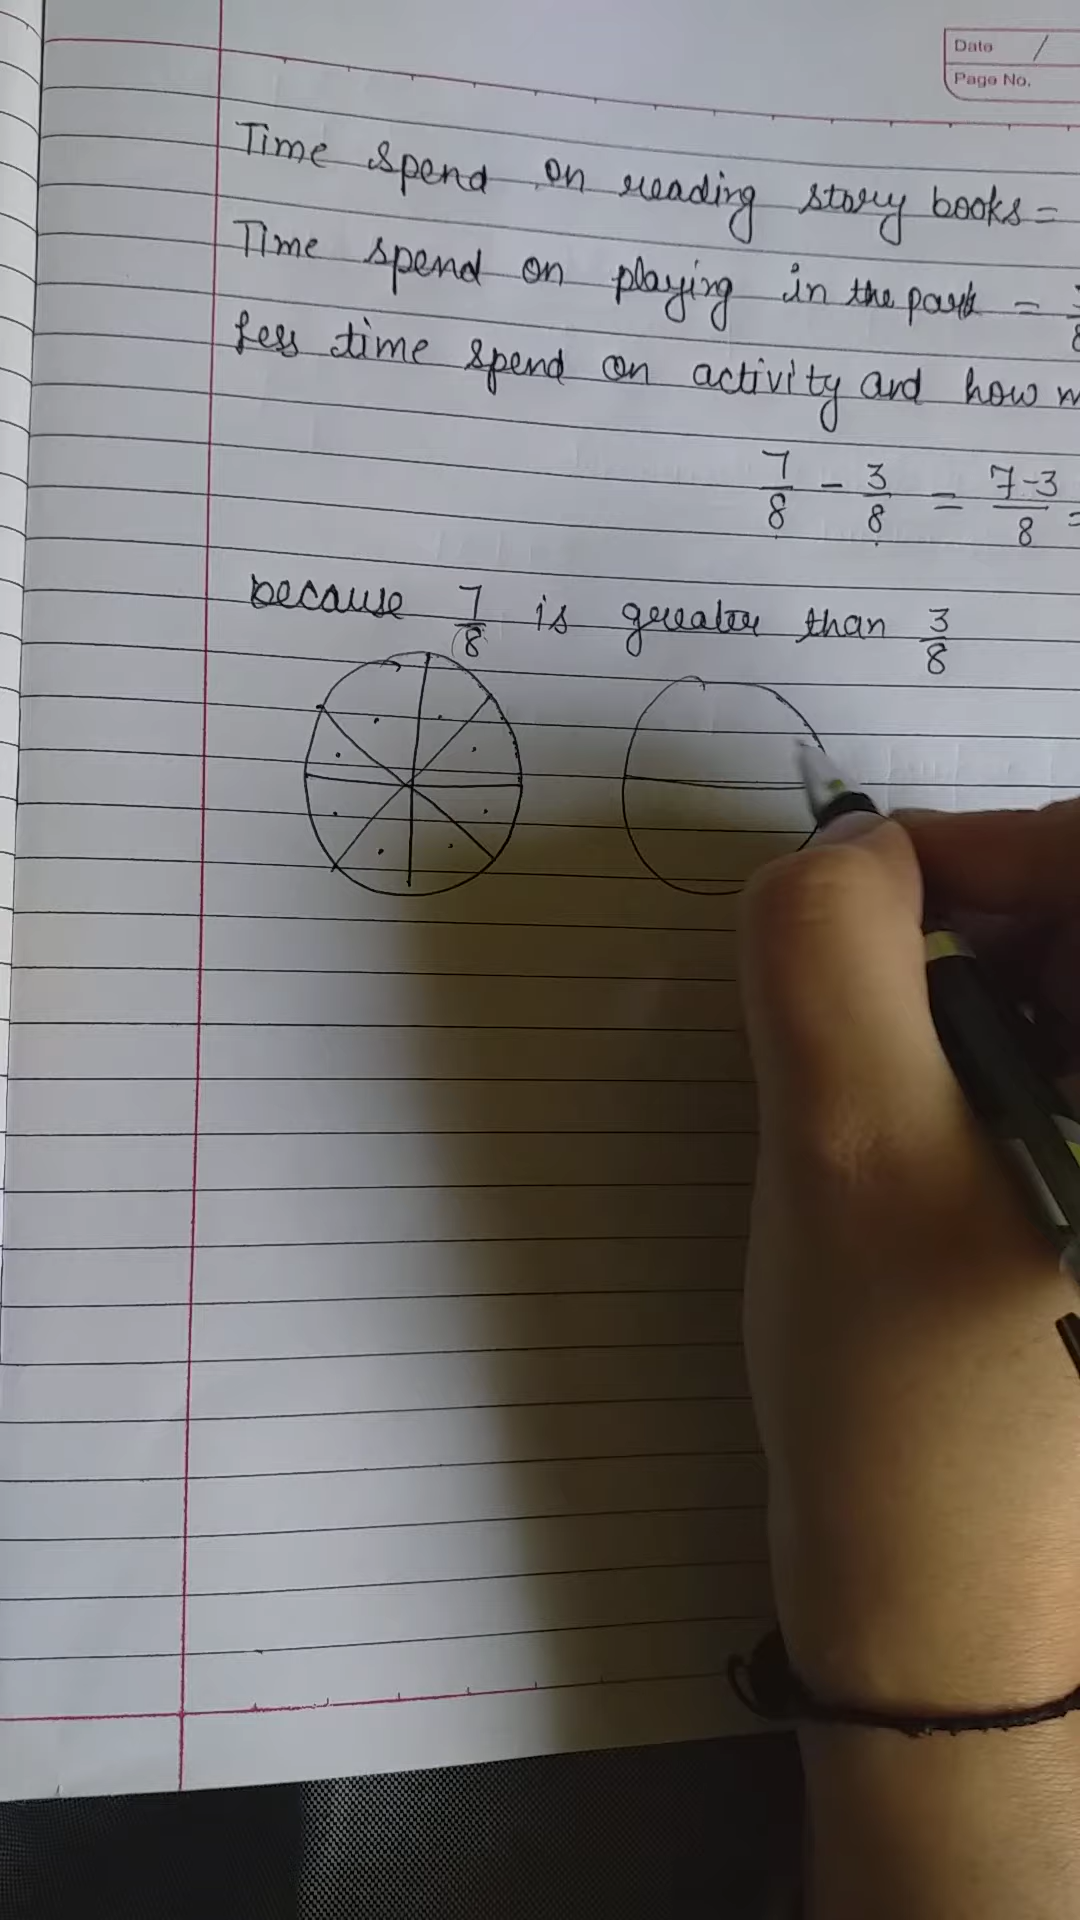 Date /
Page No.
Time spend on reading story books =
Time spend on playing in the park =
Less time spend on activity and how
7/8 - 3/8 = 7-3/8 =
because 7/8 is greater than 3/8